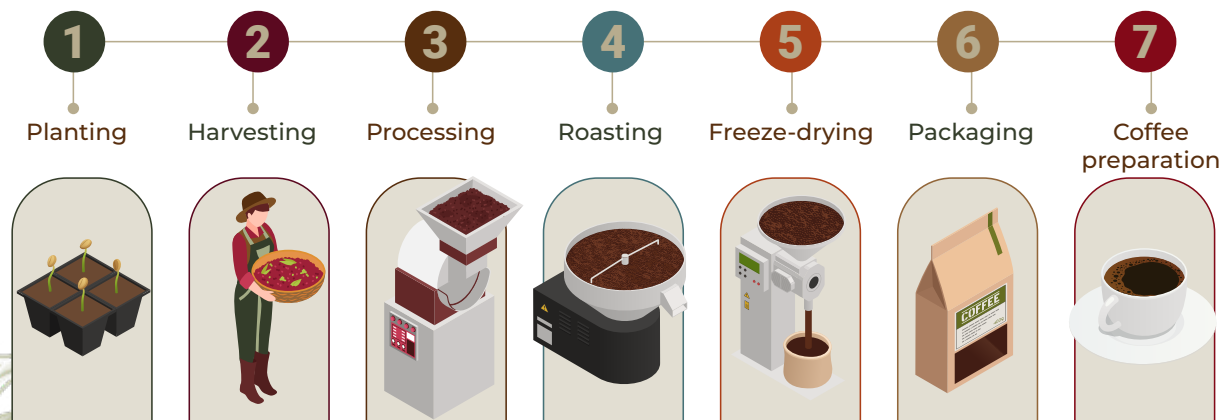 1 2 3 4 5 6 7
Planting
Harvesting
Processing
Roasting
Freeze-drying
Packaging
Coffee
preparation
COFFEE